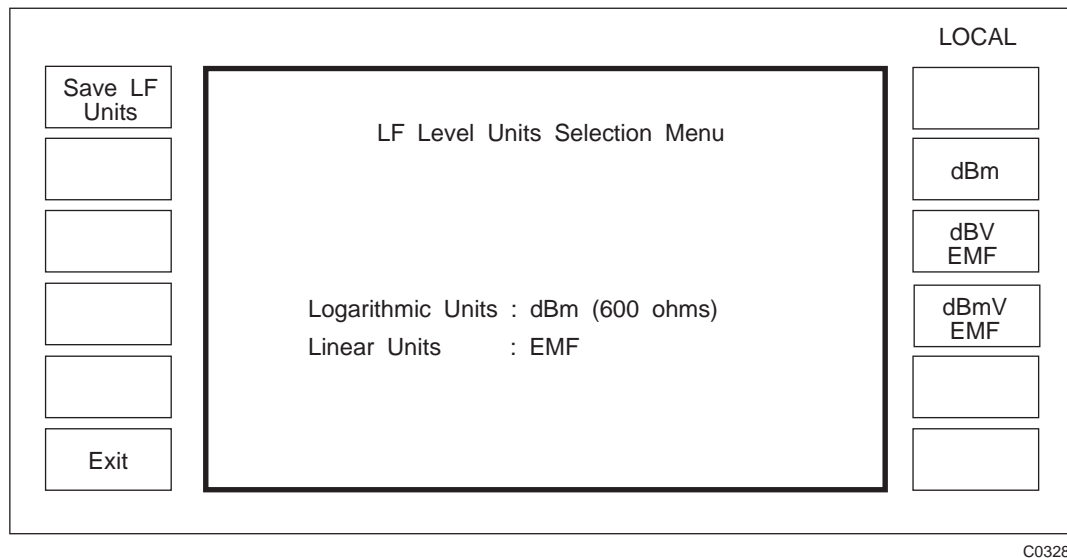 LOCAL
Save LF
Units
LF Level Units Selection Menu
dBm
dBV
EMF
Logarithmic Units : dBm (600 ohms)
Linear Units : EMF
dBmV
EMF
Exit
C0328